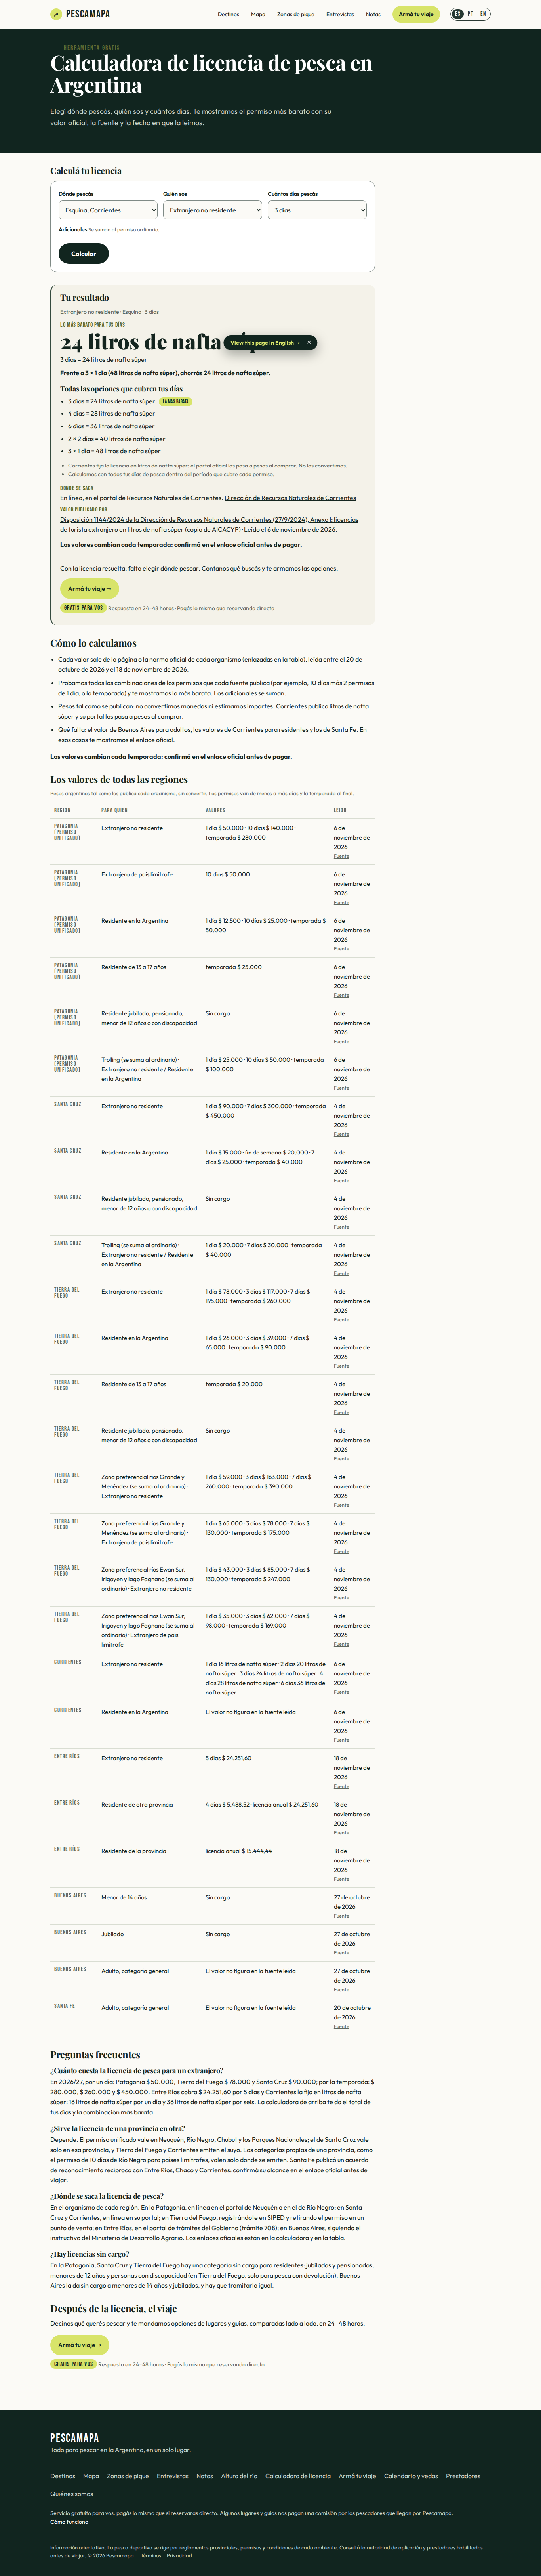 PESCAMAPA
Destinos Mapa Zonas de pique Entrevistas Notas Armá tu viaje ES PT EN
HERRAMIENTA GRATIS
Calculadora de licencia de pesca en
Argentina
Elegí dónde pescás, quién sos y cuántos días. Te mostramos el permiso más barato con su
valor oficial, la fuente y la fecha en que la leímos.
Calculá tu licencia
Dónde pescás Quién sos Cuántos días pescás
Esquina, Corrientes Extranjero no residente 3 días
Adicionales Se suman al permiso ordinario.
Calcular
Tu resultado
Extranjero no residente · Esquina · 3 días
LO MÁS BARATO PARA TUS DÍAS
24 litros de nafta
View this page in English → ×
3 días = 24 litros de nafta súper
Frente a 3 × 1 día (48 litros de nafta súper), ahorrás 24 litros de nafta súper.
Todas las opciones que cubren tus días
3 días = 24 litros de nafta súper LA MÁS BARATA
4 días = 28 litros de nafta súper
6 días = 36 litros de nafta súper
2 × 2 días = 40 litros de nafta súper
3 × 1 día = 48 litros de nafta súper
Corrientes fija la licencia en litros de nafta súper: el portal oficial los pasa a pesos al comprar. No los convertimos.
Calculamos con todos tus días de pesca dentro del período que cubre cada permiso.
DÓNDE SE SACA
En línea, en el portal de Recursos Naturales de Corrientes. Dirección de Recursos Naturales de Corrientes
VALOR PUBLICADO POR
Disposición 1144/2024 de la Dirección de Recursos Naturales de Corrientes (27/9/2024), Anexo I: licencias
de turista extranjero en litros de nafta súper (copia de AICACYP) · Leído el 6 de noviembre de 2026.
Los valores cambian cada temporada: confirmá en el enlace oficial antes de pagar.
Con la licencia resuelta, falta elegir dónde pescar. Contanos qué buscás y te armamos las opciones.
Armá tu viaje →
GRATIS PARA VOS Respuesta en 24–48 horas · Pagás lo mismo que reservando directo
Cómo lo calculamos
Cada valor sale de la página o la norma oficial de cada organismo (enlazadas en la tabla), leída entre el 20 de
octubre de 2026 y el 18 de noviembre de 2026.
Probamos todas las combinaciones de los permisos que cada fuente publica (por ejemplo, 10 días más 2 permisos
de 1 día, o la temporada) y te mostramos la más barata. Los adicionales se suman.
Pesos tal como se publican: no convertimos monedas ni estimamos importes. Corrientes publica litros de nafta
súper y su portal los pasa a pesos al comprar.
Qué falta: el valor de Buenos Aires para adultos, los valores de Corrientes para residentes y los de Santa Fe. En
esos casos te mostramos el enlace oficial.
Los valores cambian cada temporada: confirmá en el enlace oficial antes de pagar.
Los valores de todas las regiones
Pesos argentinos tal como los publica cada organismo, sin convertir. Los permisos van de menos a más días y la temporada al final.
REGIÓN PARA QUIÉN VALORES LEÍDO
PATAGONIA (PERMISO UNIFICADO) Extranjero no residente 1 día $ 50.000 · 10 días $ 140.000 · temporada $ 280.000 6 de noviembre de 2026 Fuente
PATAGONIA (PERMISO UNIFICADO) Extranjero de país limítrofe 10 días $ 50.000 6 de noviembre de 2026 Fuente
PATAGONIA (PERMISO UNIFICADO) Residente en la Argentina 1 día $ 12.500 · 10 días $ 25.000 · temporada $ 50.000 6 de noviembre de 2026 Fuente
PATAGONIA (PERMISO UNIFICADO) Residente de 13 a 17 años temporada $ 25.000 6 de noviembre de 2026 Fuente
PATAGONIA (PERMISO UNIFICADO) Residente jubilado, pensionado, menor de 12 años o con discapacidad Sin cargo 6 de noviembre de 2026 Fuente
PATAGONIA (PERMISO UNIFICADO) Trolling (se suma al ordinario) · Extranjero no residente / Residente en la Argentina 1 día $ 25.000 · 10 días $ 50.000 · temporada $ 100.000 6 de noviembre de 2026 Fuente
SANTA CRUZ Extranjero no residente 1 día $ 90.000 · 7 días $ 300.000 · temporada $ 450.000 4 de noviembre de 2026 Fuente
SANTA CRUZ Residente en la Argentina 1 día $ 15.000 · fin de semana $ 20.000 · 7 días $ 25.000 · temporada $ 40.000 4 de noviembre de 2026 Fuente
SANTA CRUZ Residente jubilado, pensionado, menor de 12 años o con discapacidad Sin cargo 4 de noviembre de 2026 Fuente
SANTA CRUZ Trolling (se suma al ordinario) · Extranjero no residente / Residente en la Argentina 1 día $ 20.000 · 7 días $ 30.000 · temporada $ 40.000 4 de noviembre de 2026 Fuente
TIERRA DEL FUEGO Extranjero no residente 1 día $ 78.000 · 3 días $ 117.000 · 7 días $ 195.000 · temporada $ 260.000 4 de noviembre de 2026 Fuente
TIERRA DEL FUEGO Residente en la Argentina 1 día $ 26.000 · 3 días $ 39.000 · 7 días $ 65.000 · temporada $ 90.000 4 de noviembre de 2026 Fuente
TIERRA DEL FUEGO Residente de 13 a 17 años temporada $ 20.000 4 de noviembre de 2026 Fuente
TIERRA DEL FUEGO Residente jubilado, pensionado, menor de 12 años o con discapacidad Sin cargo 4 de noviembre de 2026 Fuente
TIERRA DEL FUEGO Zona preferencial ríos Grande y Menéndez (se suma al ordinario) · Extranjero no residente 1 día $ 59.000 · 3 días $ 163.000 · 7 días $ 260.000 · temporada $ 390.000 4 de noviembre de 2026 Fuente
TIERRA DEL FUEGO Zona preferencial ríos Grande y Menéndez (se suma al ordinario) · Extranjero de país limítrofe 1 día $ 65.000 · 3 días $ 78.000 · 7 días $ 130.000 · temporada $ 175.000 4 de noviembre de 2026 Fuente
TIERRA DEL FUEGO Zona preferencial ríos Ewan Sur, Irigoyen y lago Fagnano (se suma al ordinario) · Extranjero no residente 1 día $ 43.000 · 3 días $ 85.000 · 7 días $ 130.000 · temporada $ 247.000 4 de noviembre de 2026 Fuente
TIERRA DEL FUEGO Zona preferencial ríos Ewan Sur, Irigoyen y lago Fagnano (se suma al ordinario) · Extranjero de país limítrofe 1 día $ 35.000 · 3 días $ 62.000 · 7 días $ 98.000 · temporada $ 169.000 4 de noviembre de 2026 Fuente
CORRIENTES Extranjero no residente 1 día 16 litros de nafta súper · 2 días 20 litros de nafta súper · 3 días 24 litros de nafta súper · 4 días 28 litros de nafta súper · 6 días 36 litros de nafta súper 6 de noviembre de 2026 Fuente
CORRIENTES Residente en la Argentina El valor no figura en la fuente leída 6 de noviembre de 2026 Fuente
ENTRE RÍOS Extranjero no residente 5 días $ 24.251,60 18 de noviembre de 2026 Fuente
ENTRE RÍOS Residente de otra provincia 4 días $ 5.488,52 · licencia anual $ 24.251,60 18 de noviembre de 2026 Fuente
ENTRE RÍOS Residente de la provincia licencia anual $ 15.444,44 18 de noviembre de 2026 Fuente
BUENOS AIRES Menor de 14 años Sin cargo 27 de octubre de 2026 Fuente
BUENOS AIRES Jubilado Sin cargo 27 de octubre de 2026 Fuente
BUENOS AIRES Adulto, categoría general El valor no figura en la fuente leída 27 de octubre de 2026 Fuente
SANTA FE Adulto, categoría general El valor no figura en la fuente leída 20 de octubre de 2026 Fuente
Preguntas frecuentes
¿Cuánto cuesta la licencia de pesca para un extranjero?
En 2026/27, por un día: Patagonia $ 50.000, Tierra del Fuego $ 78.000 y Santa Cruz $ 90.000; por la temporada: $
280.000, $ 260.000 y $ 450.000. Entre Ríos cobra $ 24.251,60 por 5 días y Corrientes la fija en litros de nafta
súper: 16 litros de nafta súper por un día y 36 litros de nafta súper por seis. La calculadora de arriba te da el total de
tus días y la combinación más barata.
¿Sirve la licencia de una provincia en otra?
Depende. El permiso unificado vale en Neuquén, Río Negro, Chubut y los Parques Nacionales; el de Santa Cruz vale
solo en esa provincia, y Tierra del Fuego y Corrientes emiten el suyo. Las categorías propias de una provincia, como
el permiso de 10 días de Río Negro para países limítrofes, valen solo donde se emiten. Santa Fe publicó un acuerdo
de reconocimiento recíproco con Entre Ríos, Chaco y Corrientes: confirmá su alcance en el enlace oficial antes de
viajar.
¿Dónde se saca la licencia de pesca?
En el organismo de cada región. En la Patagonia, en línea en el portal de Neuquén o en el de Río Negro; en Santa
Cruz y Corrientes, en línea en su portal; en Tierra del Fuego, registrándote en SIPED y retirando el permiso en un
punto de venta; en Entre Ríos, en el portal de trámites del Gobierno (trámite 708); en Buenos Aires, siguiendo el
instructivo del Ministerio de Desarrollo Agrario. Los enlaces oficiales están en la calculadora y en la tabla.
¿Hay licencias sin cargo?
En la Patagonia, Santa Cruz y Tierra del Fuego hay una categoría sin cargo para residentes: jubilados y pensionados,
menores de 12 años y personas con discapacidad (en Tierra del Fuego, solo para pesca con devolución). Buenos
Aires la da sin cargo a menores de 14 años y jubilados, y hay que tramitarla igual.
Después de la licencia, el viaje
Decinos qué querés pescar y te mandamos opciones de lugares y guías, comparadas lado a lado, en 24–48 horas.
Armá tu viaje →
GRATIS PARA VOS Respuesta en 24–48 horas · Pagás lo mismo que reservando directo
PESCAMAPA
Todo para pescar en la Argentina, en un solo lugar.
Destinos Mapa Zonas de pique Entrevistas Notas Altura del río Calculadora de licencia Armá tu viaje Calendario y vedas Prestadores
Quiénes somos
Servicio gratuito para vos: pagás lo mismo que si reservaras directo. Algunos lugares y guías nos pagan una comisión por los pescadores que llegan por Pescamapa.
Cómo funciona
Información orientativa. La pesca deportiva se rige por reglamentos provinciales, permisos y condiciones de cada ambiente. Consultá la autoridad de aplicación y prestadores habilitados
antes de viajar. © 2026 Pescamapa Términos Privacidad